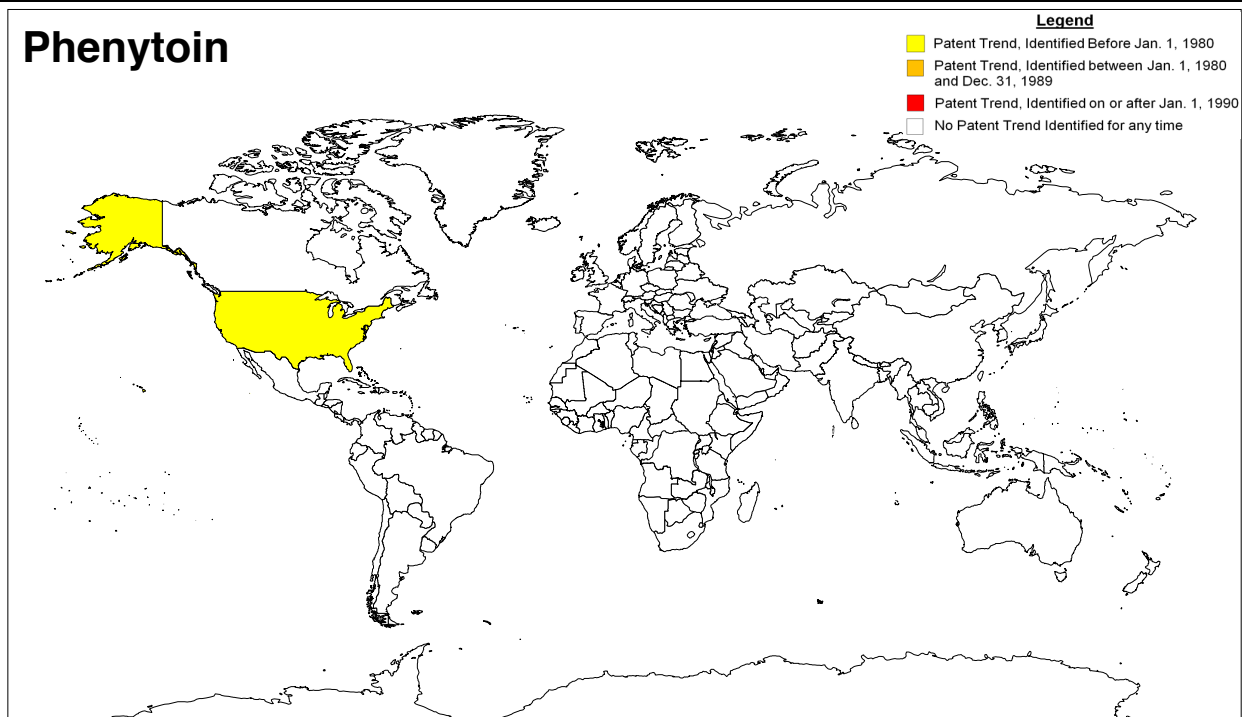 Phenytoin
Legend
Patent Trend, Identified Before Jan. 1, 1980
Patent Trend, Identified between Jan. 1, 1980
and Dec. 31, 1989
Patent Trend, Identified on or after Jan. 1, 1990
No Patent Trend Identified for any time